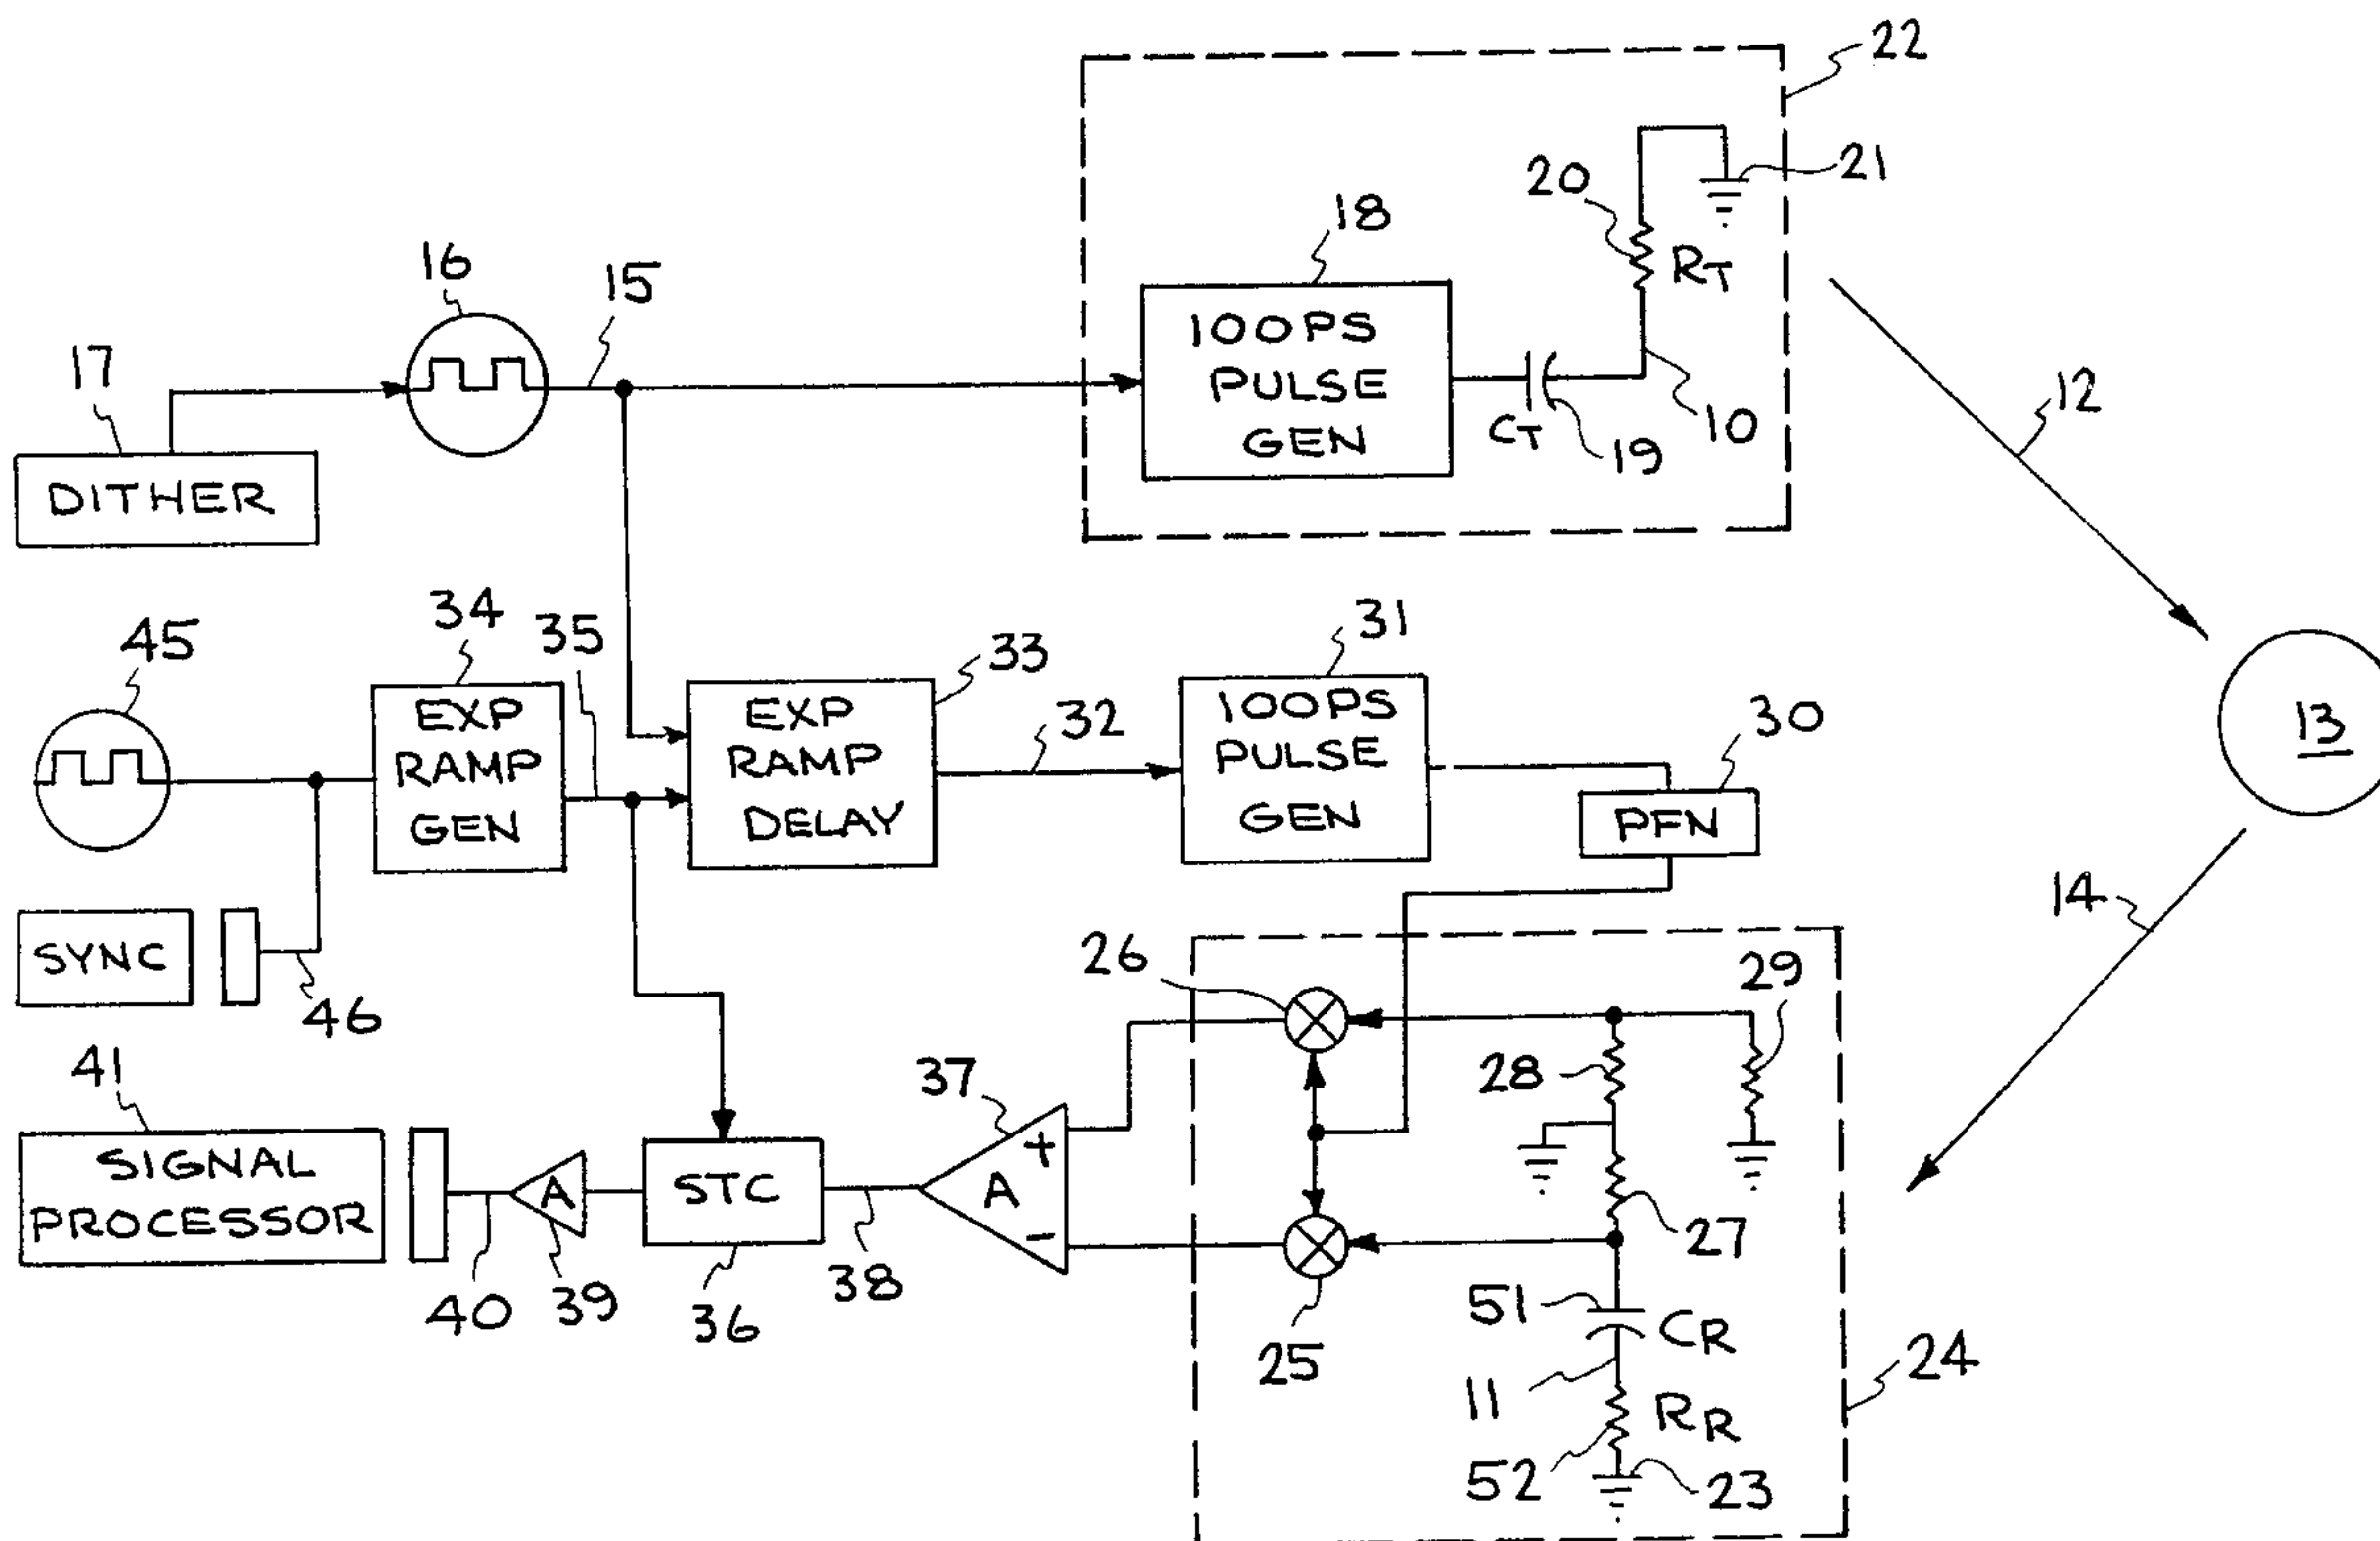 22
21
20
RT
18
100PS
PULSE
GEN
CT
19
10
12
16
15
17
DITHER
34
35
33
45
EXP
RAMP
GEN
EXP
RAMP
DELAY
32
31
100PS
PULSE
GEN
30
PFN
13
14
SYNC
46
26
29
28
27
41
SIGNAL
PROCESSOR
40
A
39
STC
36
38
37
+
A
-
25
51
CR
11
RR
52
23
24